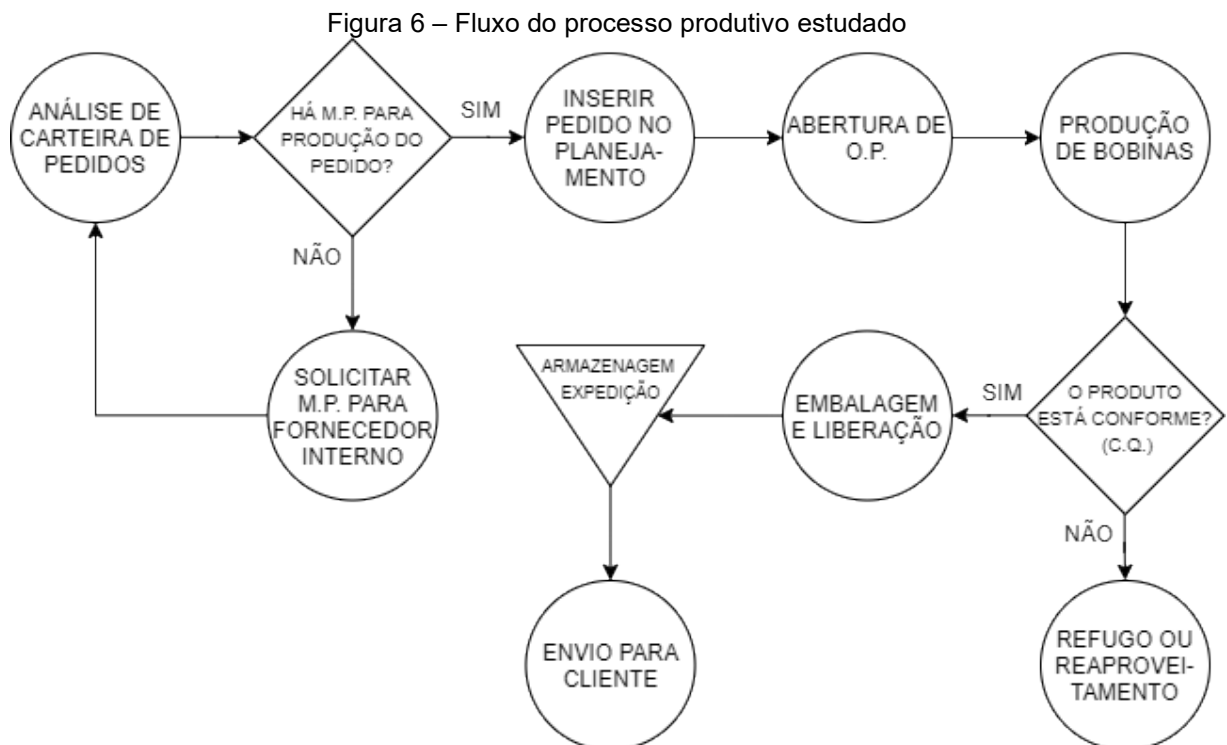 Figura 6 – Fluxo do processo produtivo estudado
ANÁLISE DE
CARTEIRA DE
PEDIDOS
HÁ M.P. PARA
PRODUÇÃO DO
PEDIDO?
SIM
INSERIR
PEDIDO NO
PLANEJA-
MENTO
ABERTURA DE
O.P.
PRODUÇÃO
DE BOBINAS
NÃO
SOLICITAR
M.P. PARA
FORNECEDOR
INTERNO
O PRODUTO
ESTÁ CONFORME?
(C.Q.)
SIM
EMBALAGEM
E LIBERAÇÃO
ARMAZENAGEM
EXPEDIÇÃO
ENVIO PARA
CLIENTE
NÃO
REFUGO OU
REAPROVEI-
TAMENTO